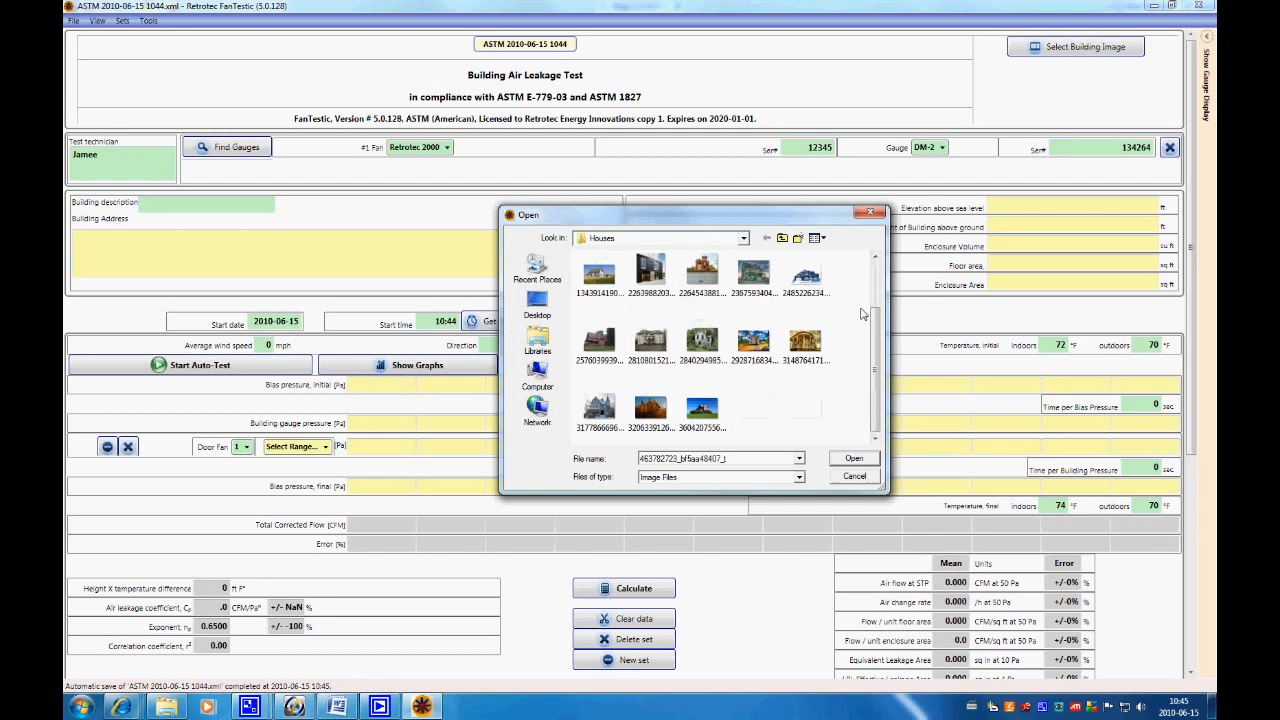 ASTM 2010-06-15 1044.xml - Retrotec FanTestic (5.0.128)
File View Sets Tools
ASTM 2010-06-15 1044
Select Building Image
Show Gauge Display
Building Air Leakage Test
in compliance with ASTM E-779-03 and ASTM 1827
FanTestic, Version # 5.0.128, ASTM (American), Licensed to Retrotec Energy Innovations copy 1. Expires on 2020-01-01.
Test technician
Jamee
Find Gauges
#1 Fan Retrotec 2000
Ser# 12345
Gauge DM-2
Ser# 134264
Building description
Building Address
Elevation above sea level ft
ht of Building above ground ft
Enclosure Volume cu ft
Floor area, sq ft
Enclosure Area sq ft
Open
Look in: Houses
Recent Places
Desktop
Libraries
Computer
Network
1343914190... 2263988203... 2264543881... 2367593404... 2485226234...
2576039939... 2810801521... 2840294985... 2928716834... 3148764171...
3177866696... 3206339126... 3604207556...
File name: 463782723_bf5aa48407_t
Open
Files of type: Image Files
Cancel
Start date 2010-06-15
Start time 10:44
Get
Average wind speed 0 mph
Direction
Temperature, initial indoors 72 °F outdoors 70 °F
Start Auto-Test
Show Graphs
Bias pressure, initial [Pa]
Time per Bias Pressure 0 sec.
Building gauge pressure [Pa]
Door Fan 1 Select Range... [Pa]
Time per Building Pressure 0 sec.
Bias pressure, final [Pa]
Temperature, final indoors 74 °F outdoors 70 °F
Total Corrected Flow [CFM]
Error [%]
Height X temperature difference 0 ft F°
Air leakage coefficient, CF .0 CFM/Paⁿ +/- NaN %
Exponent, nF 0.6500 +/- -100 %
Correlation coefficient, r² 0.00
Calculate
Clear data
Delete set
New set
Mean Units Error
Air flow at STP 0.000 CFM at 50 Pa +/-0% %
Air change rate 0.000 /h at 50 Pa +/-0% %
Flow / unit floor area 0.000 CFM/sq ft at 50 Pa +/-0% %
Flow / unit enclosure area 0.0 CFM/sq ft at 50 Pa +/-0% %
Equivalent Leakage Area 0.000 sq in at 10 Pa +/-0% %
Automatic save of 'ASTM 2010-06-15 1044.xml' completed at 2010-06-15 10:45.
10:45
2010-06-15